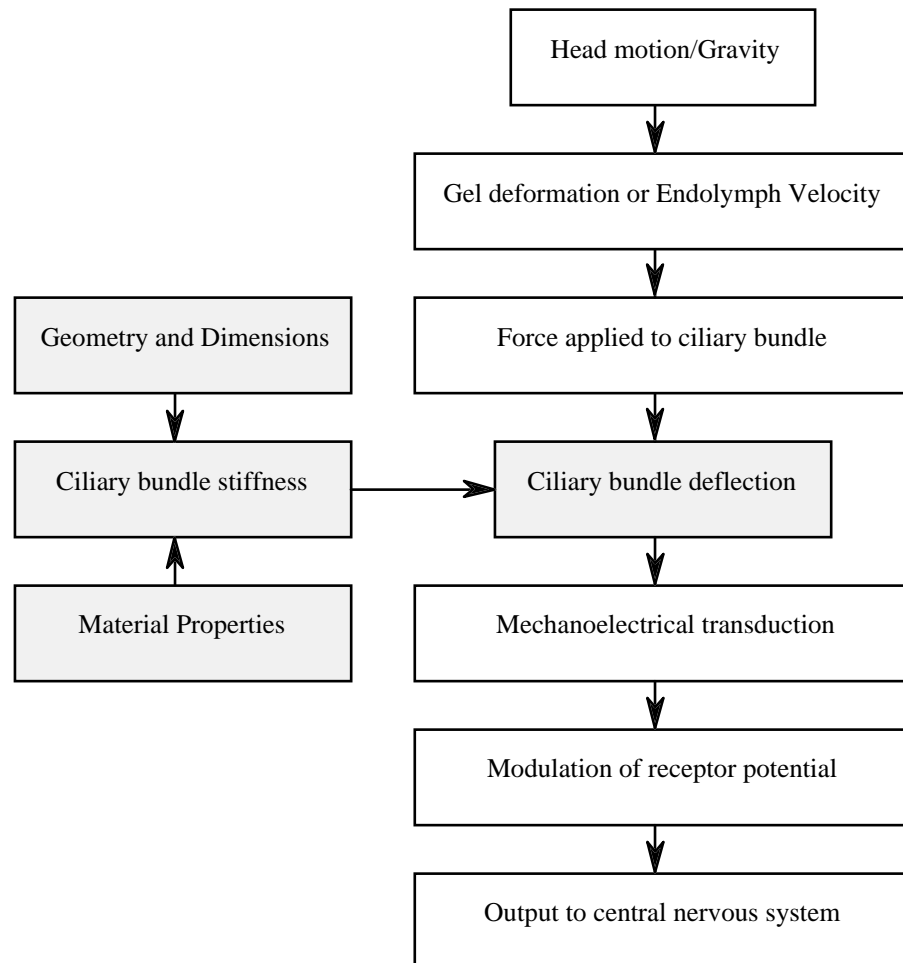 Head motion/Gravity
Gel deformation or Endolymph Velocity
Geometry and Dimensions
Force applied to ciliary bundle
Ciliary bundle stiffness
Ciliary bundle deflection
Material Properties
Mechanoelectrical transduction
Modulation of receptor potential
Output to central nervous system